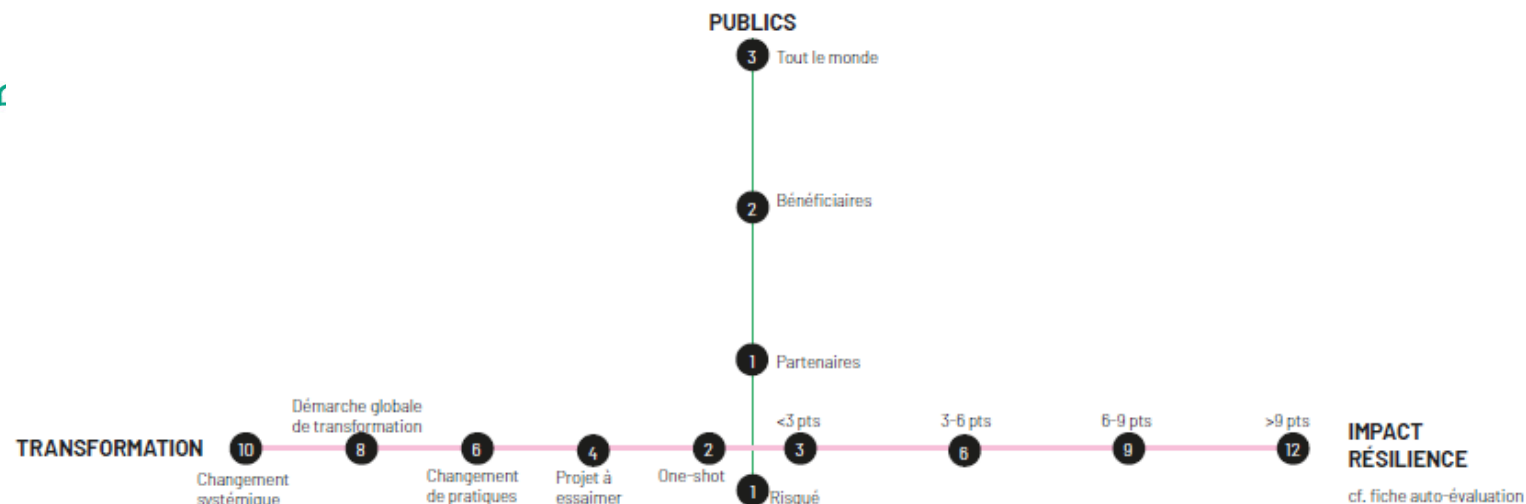 PUBLICS
3 Tout le monde
2 Bénéficiaires
1 Partenaires
Démarche globale
de transformation
<3 pts
3-6 pts
6-9 pts
>9 pts
TRANSFORMATION
10
8
6
4
2
3
6
9
12
IMPACT
RÉSILIENCE
Changement
systémique
Changement
de pratiques
Projet à
essaimer
One-shot
1 Risqué
cf. fiche auto-évaluation